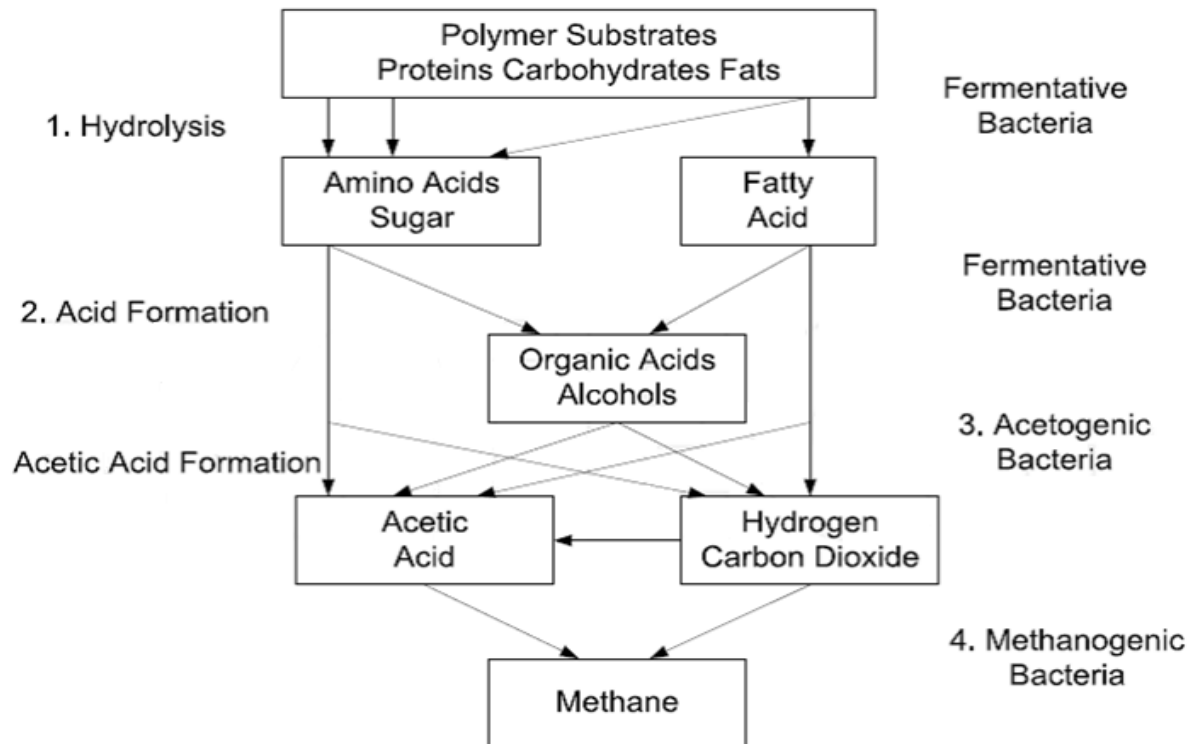 Polymer Substrates
Proteins Carbohydrates Fats
Fermentative
Bacteria
1. Hydrolysis
Amino Acids
Sugar
Fatty
Acid
Fermentative
Bacteria
2. Acid Formation
Organic Acids
Alcohols
3. Acetogenic
Bacteria
Acetic Acid Formation
Acetic
Acid
Hydrogen
Carbon Dioxide
4. Methanogenic
Bacteria
Methane